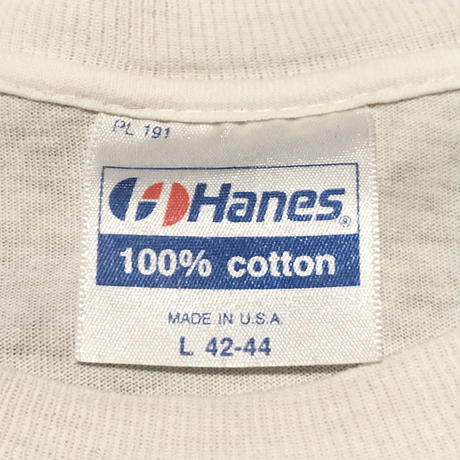 PL 191
Hanes®
100% cotton
MADE IN U.S.A.
L 42-44